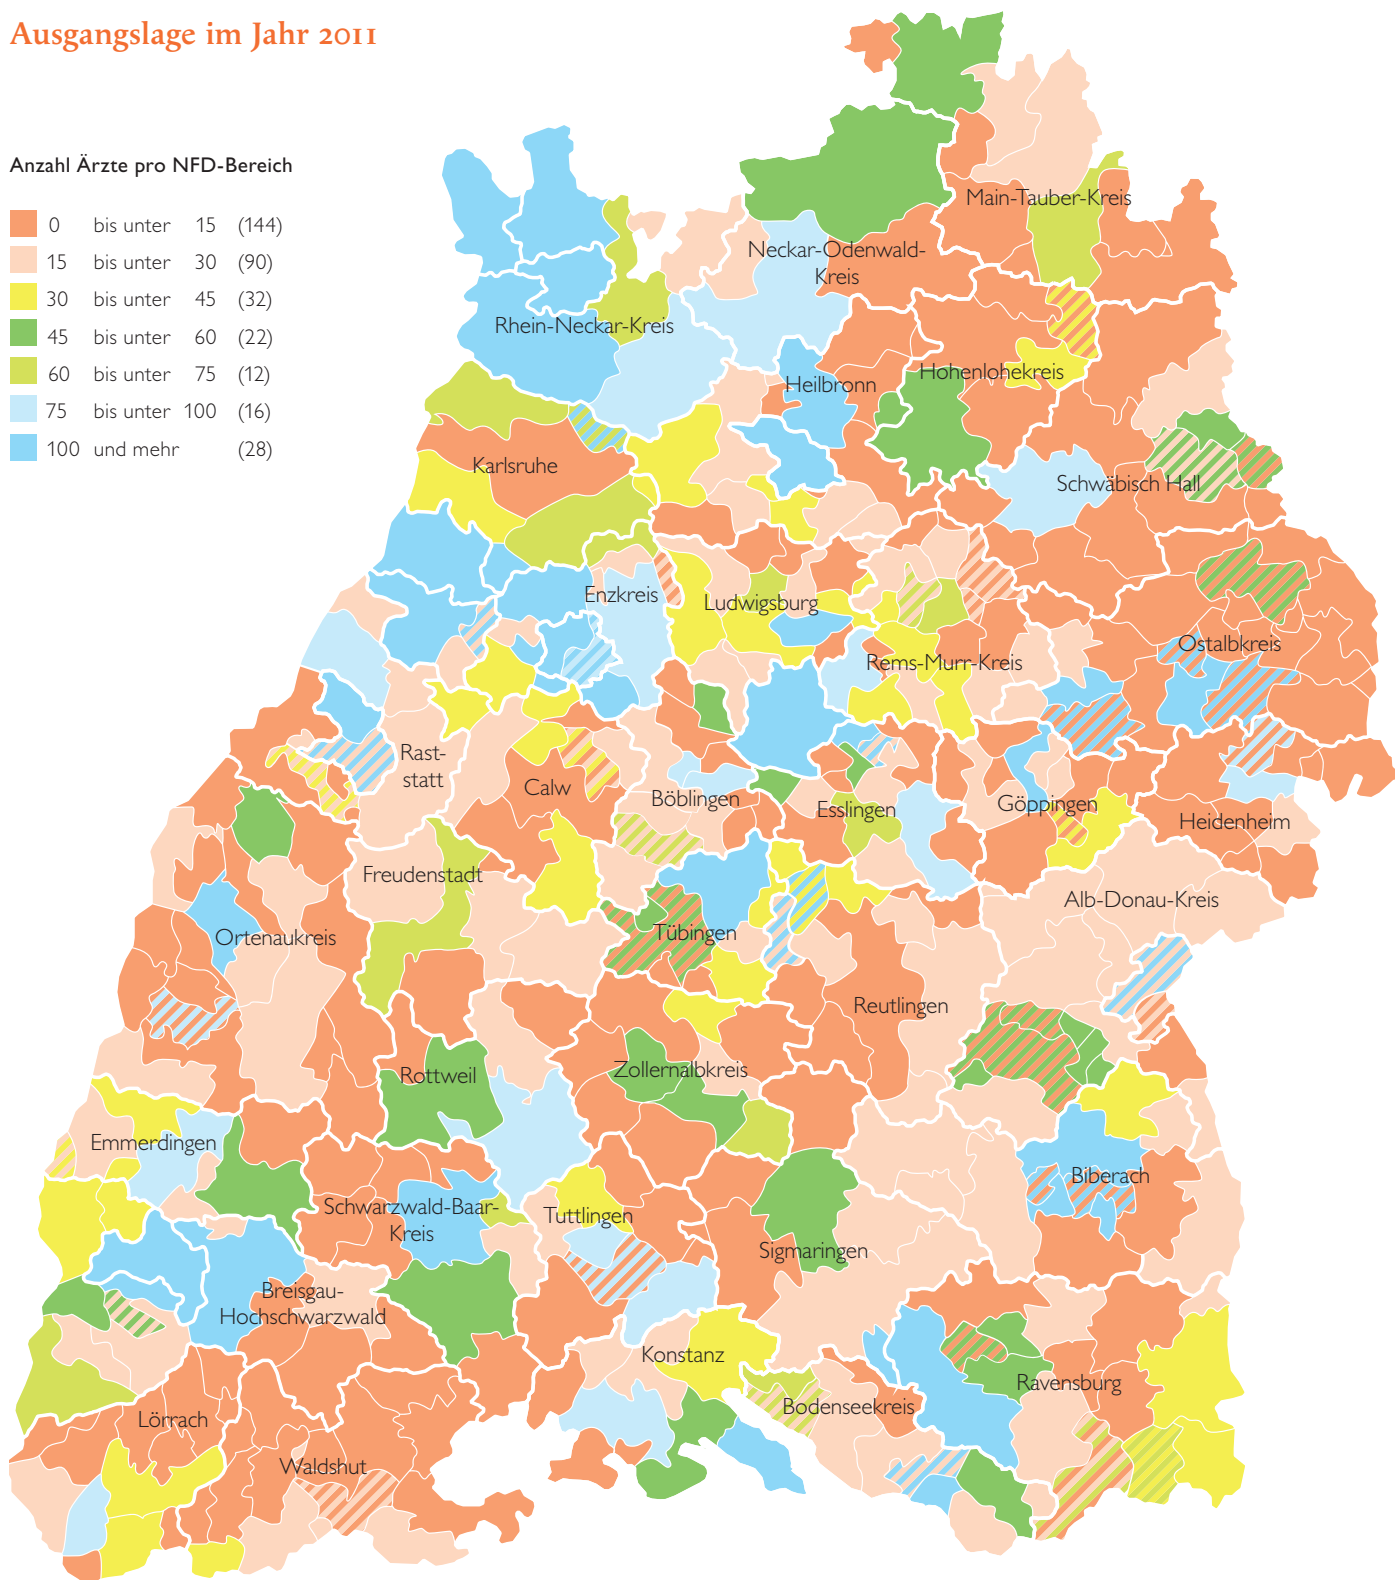 Ausgangslage im Jahr 2011
Anzahl Ärzte pro NFD-Bereich
0 bis unter 15 (144)
15 bis unter 30 (90)
30 bis unter 45 (32)
45 bis unter 60 (22)
60 bis unter 75 (12)
75 bis unter 100 (16)
100 und mehr (28)
Main-Tauber-Kreis
Neckar-Odenwald-
Kreis
Rhein-Neckar-Kreis
Heilbronn
Hohenlohekreis
Karlsruhe
Schwäbisch Hall
Enzkreis
Ludwigsburg
Ostalbkreis
Rems-Murr-Kreis
Rast-
statt
Calw
Böblingen
Esslingen
Göppingen
Heidenheim
Freudenstadt
Alb-Donau-Kreis
Ortenaukreis
Tübingen
Reutlingen
Rottweil
Zollernalbkreis
Emmerdingen
Biberach
Schwarzwald-Baar-
Kreis
Tuttlingen
Sigmaringen
Breisgau-
Hochschwarzwald
Konstanz
Ravensburg
Bodenseekreis
Lörrach
Waldshut